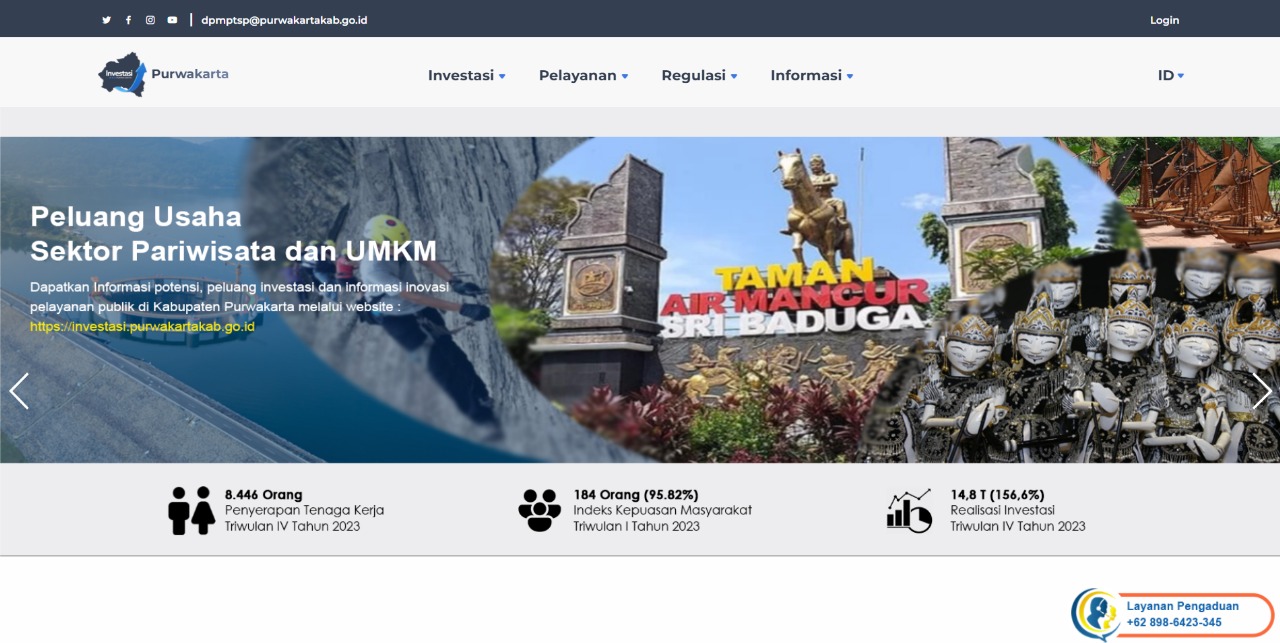 dpmptsp@purwakartakab.go.id
Login
Investasi
Purwakarta
Investasi
Pelayanan
Regulasi
Informasi
ID
Peluang Usaha
Sektor Pariwisata dan UMKM
Dapatkan Informasi potensi, peluang investasi dan informasi inovasi
pelayanan publik di Kabupaten Purwakarta melalui website :
https://investasi.purwakartakab.go.id
TAMAN
AIR MANCUR
SRI BADUGA
8.446 Orang
Penyerapan Tenaga Kerja
Triwulan IV Tahun 2023
184 Orang (95.82%)
Indeks Kepuasan Masyarakat
Triwulan I Tahun 2023
14,8 T (156,6%)
Realisasi Investasi
Triwulan IV Tahun 2023
Layanan Pengaduan
+62 898-6423-345